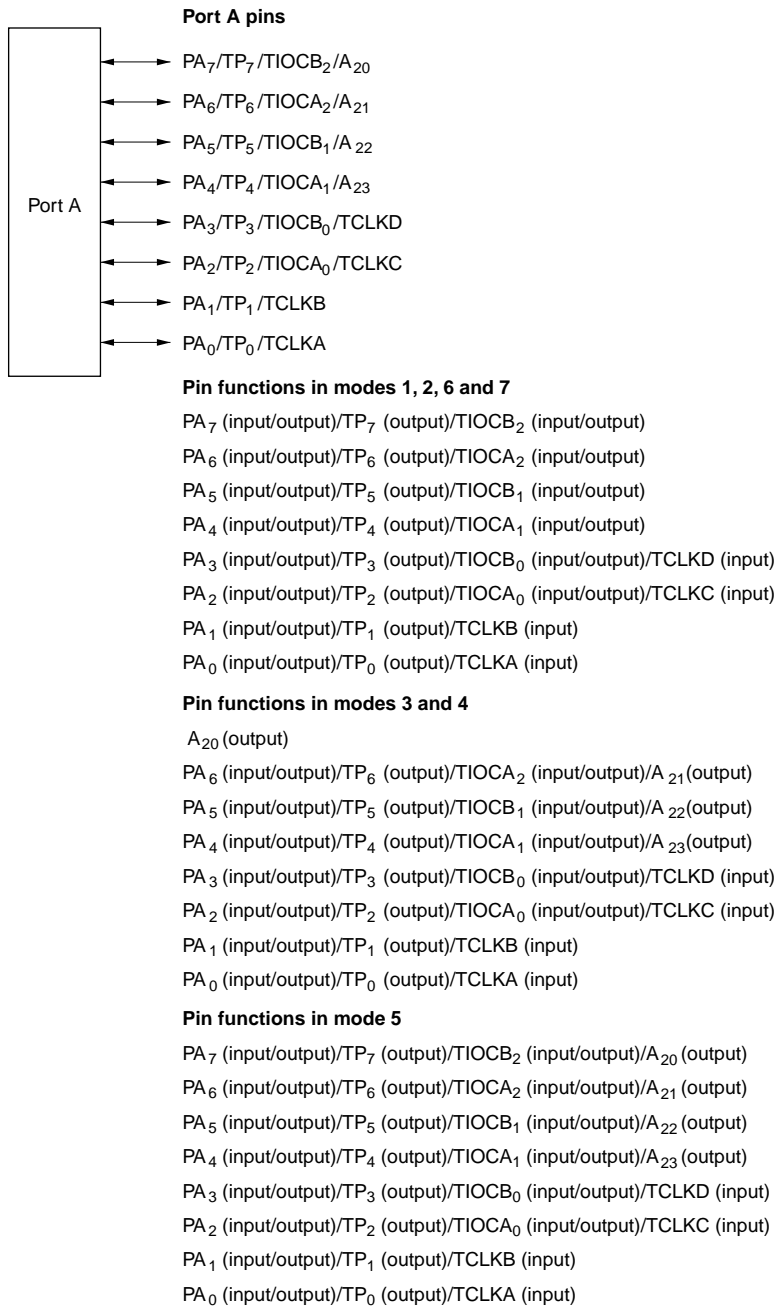 Port A pins
PA₇/TP₇/TIOCB₂/A₂₀
PA₆/TP₆/TIOCA₂/A₂₁
PA₅/TP₅/TIOCB₁/A₂₂
PA₄/TP₄/TIOCA₁/A₂₃
Port A
PA₃/TP₃/TIOCB₀/TCLKD
PA₂/TP₂/TIOCA₀/TCLKC
PA₁/TP₁/TCLKB
PA₀/TP₀/TCLKA
Pin functions in modes 1, 2, 6 and 7
PA₇ (input/output)/TP₇ (output)/TIOCB₂ (input/output)
PA₆ (input/output)/TP₆ (output)/TIOCA₂ (input/output)
PA₅ (input/output)/TP₅ (output)/TIOCB₁ (input/output)
PA₄ (input/output)/TP₄ (output)/TIOCA₁ (input/output)
PA₃ (input/output)/TP₃ (output)/TIOCB₀ (input/output)/TCLKD (input)
PA₂ (input/output)/TP₂ (output)/TIOCA₀ (input/output)/TCLKC (input)
PA₁ (input/output)/TP₁ (output)/TCLKB (input)
PA₀ (input/output)/TP₀ (output)/TCLKA (input)
Pin functions in modes 3 and 4
A₂₀ (output)
PA₆ (input/output)/TP₆ (output)/TIOCA₂ (input/output)/A₂₁(output)
PA₅ (input/output)/TP₅ (output)/TIOCB₁ (input/output)/A₂₂(output)
PA₄ (input/output)/TP₄ (output)/TIOCA₁ (input/output)/A₂₃(output)
PA₃ (input/output)/TP₃ (output)/TIOCB₀ (input/output)/TCLKD (input)
PA₂ (input/output)/TP₂ (output)/TIOCA₀ (input/output)/TCLKC (input)
PA₁ (input/output)/TP₁ (output)/TCLKB (input)
PA₀ (input/output)/TP₀ (output)/TCLKA (input)
Pin functions in mode 5
PA₇ (input/output)/TP₇ (output)/TIOCB₂ (input/output)/A₂₀ (output)
PA₆ (input/output)/TP₆ (output)/TIOCA₂ (input/output)/A₂₁ (output)
PA₅ (input/output)/TP₅ (output)/TIOCB₁ (input/output)/A₂₂ (output)
PA₄ (input/output)/TP₄ (output)/TIOCA₁ (input/output)/A₂₃ (output)
PA₃ (input/output)/TP₃ (output)/TIOCB₀ (input/output)/TCLKD (input)
PA₂ (input/output)/TP₂ (output)/TIOCA₀ (input/output)/TCLKC (input)
PA₁ (input/output)/TP₁ (output)/TCLKB (input)
PA₀ (input/output)/TP₀ (output)/TCLKA (input)